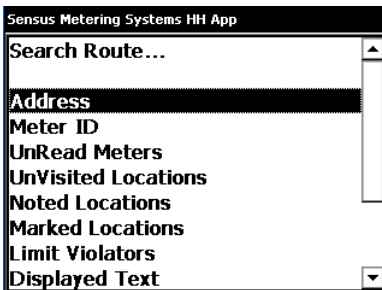 Sensus Metering Systems HH App
Search Route...
Address
Meter ID
UnRead Meters
UnVisited Locations
Noted Locations
Marked Locations
Limit Violators
Displayed Text